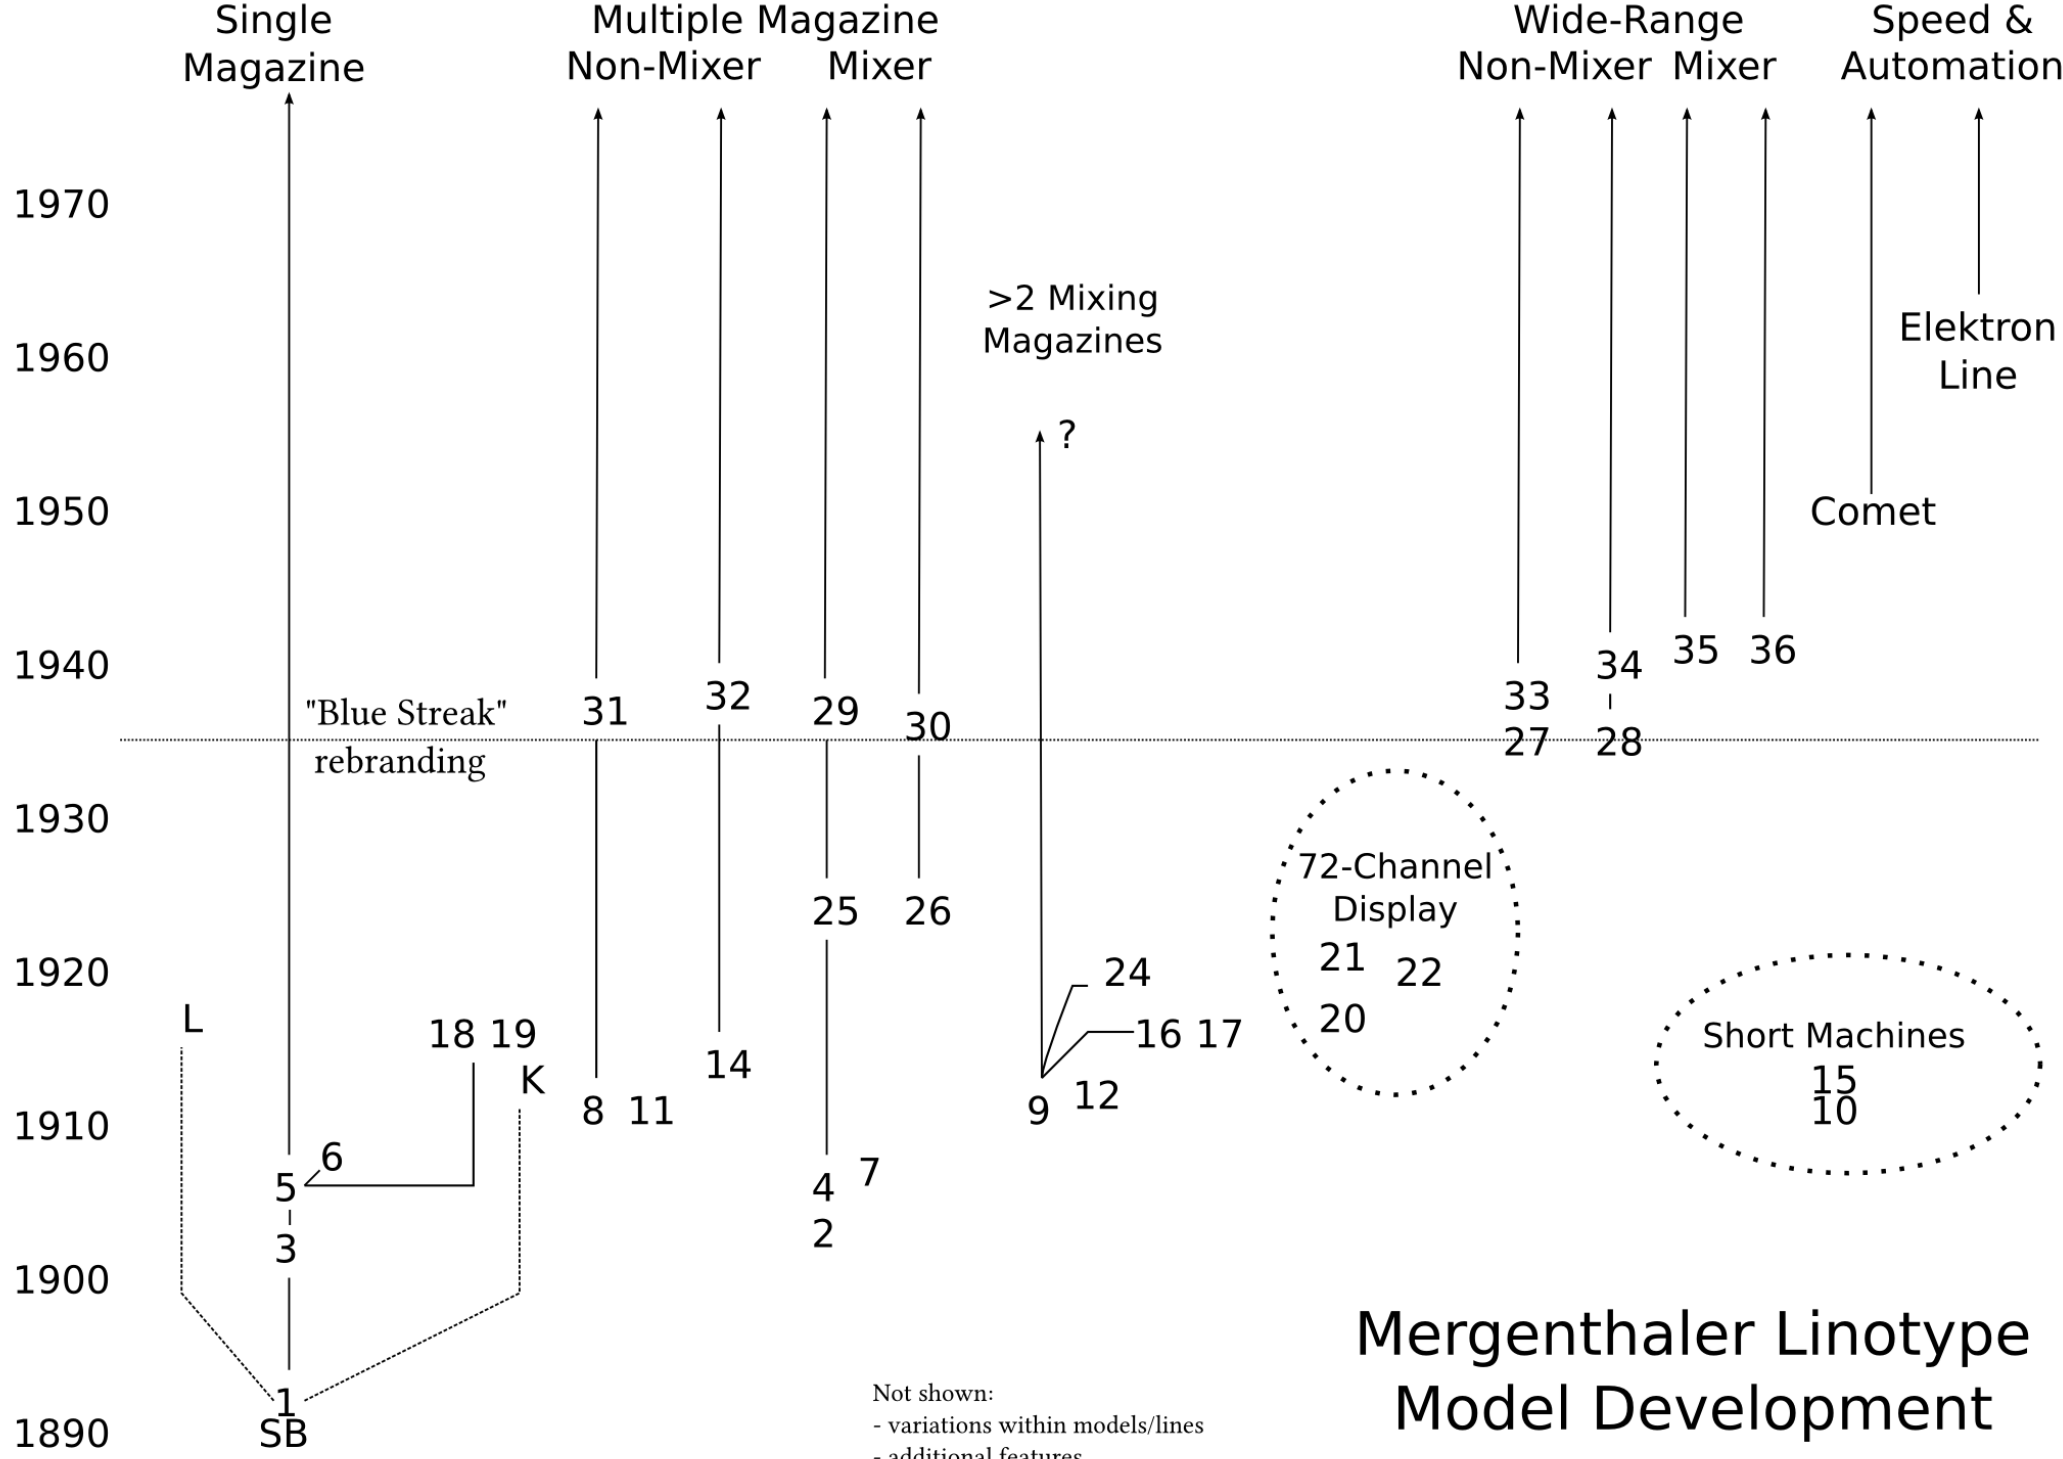 Single
Magazine
Multiple Magazine
Non-Mixer Mixer
Wide-Range
Non-Mixer Mixer
Speed &
Automation
1970
>2 Mixing
Magazines
Elektron
Line
1960
?
1950
Comet
1940
34
35
36
"Blue Streak"
rebranding
31
32
29
30
33
27
28
1930
72-Channel
Display
21
22
20
25
26
1920
24
L
18 19
16 17
Short Machines
15
10
K
14
8 11
9
12
1910
6
5
4
7
2
3
1900
Mergenthaler Linotype
Model Development
1
SB
1890
Not shown:
- variations within models/lines
- additional features